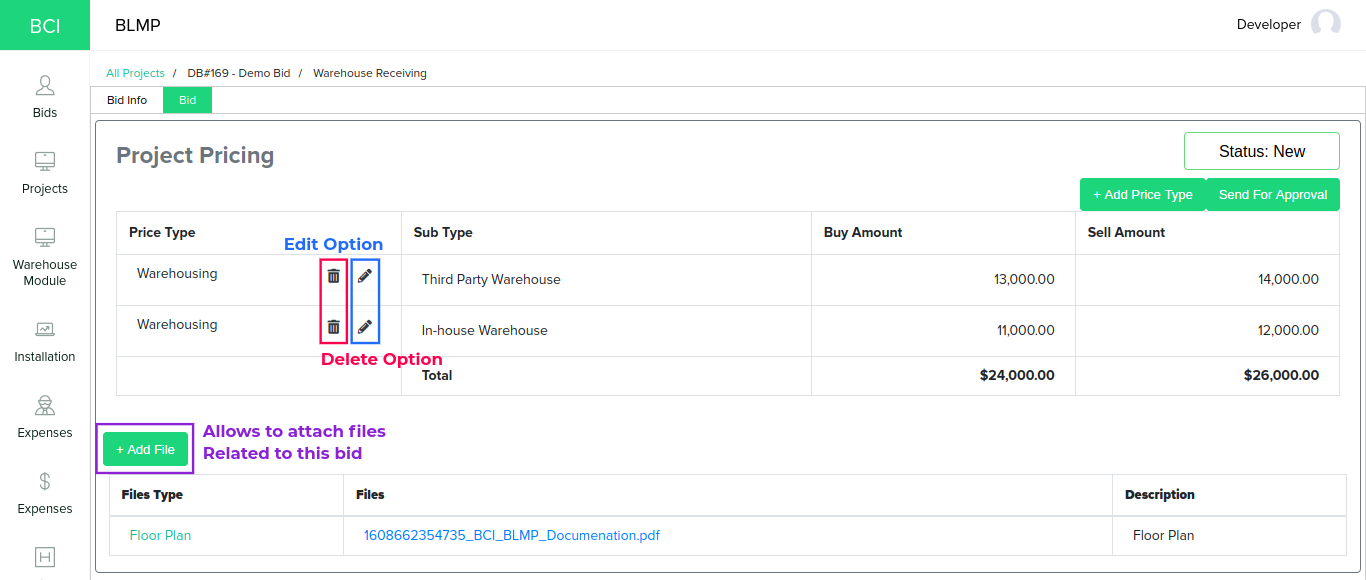 BCI
BLMP
Developer
Bids
Projects
Warehouse
Module
Installation
Expenses
Expenses
All Projects / DB#169 - Demo Bid / Warehouse Receiving
Bid Info Bid
Project Pricing
Status: New
+ Add Price Type Send For Approval
Price Type Sub Type Buy Amount Sell Amount
Edit Option
Warehousing Third Party Warehouse 13,000.00 14,000.00
Warehousing In-house Warehouse 11,000.00 12,000.00
Delete Option
Total $24,000.00 $26,000.00
+ Add File
Allows to attach files
Related to this bid
Files Type Files Description
Floor Plan 1608662354735_BCI_BLMP_Documenation.pdf Floor Plan